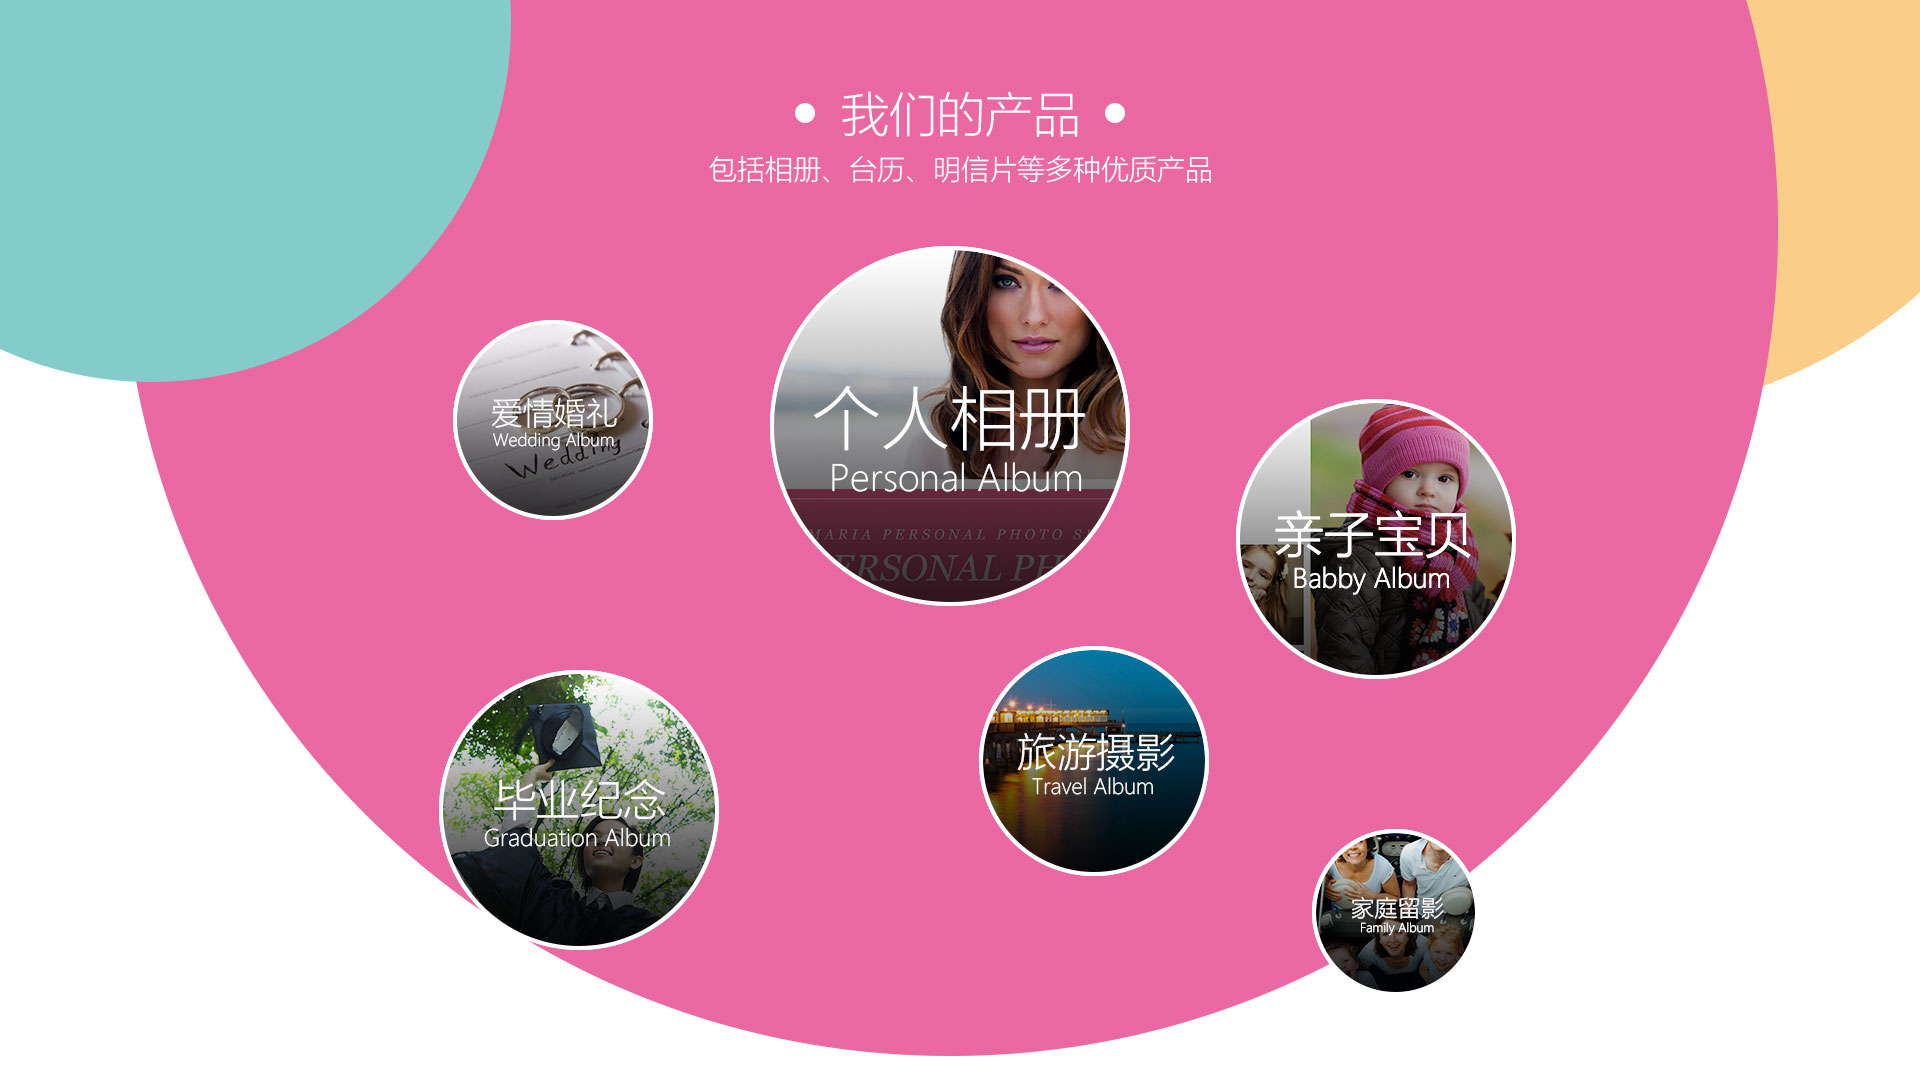 我们的产品
包括相册、台历、明信片等多种优质产品
个人相册
Personal Album
MARIA PERSONAL PHOTO
PERSONAL
爱情婚礼
Wedding Album
Wedding
亲子宝贝
Babby Album
旅游摄影
Travel Album
毕业纪念
Graduation Album
家庭留影
Family Album